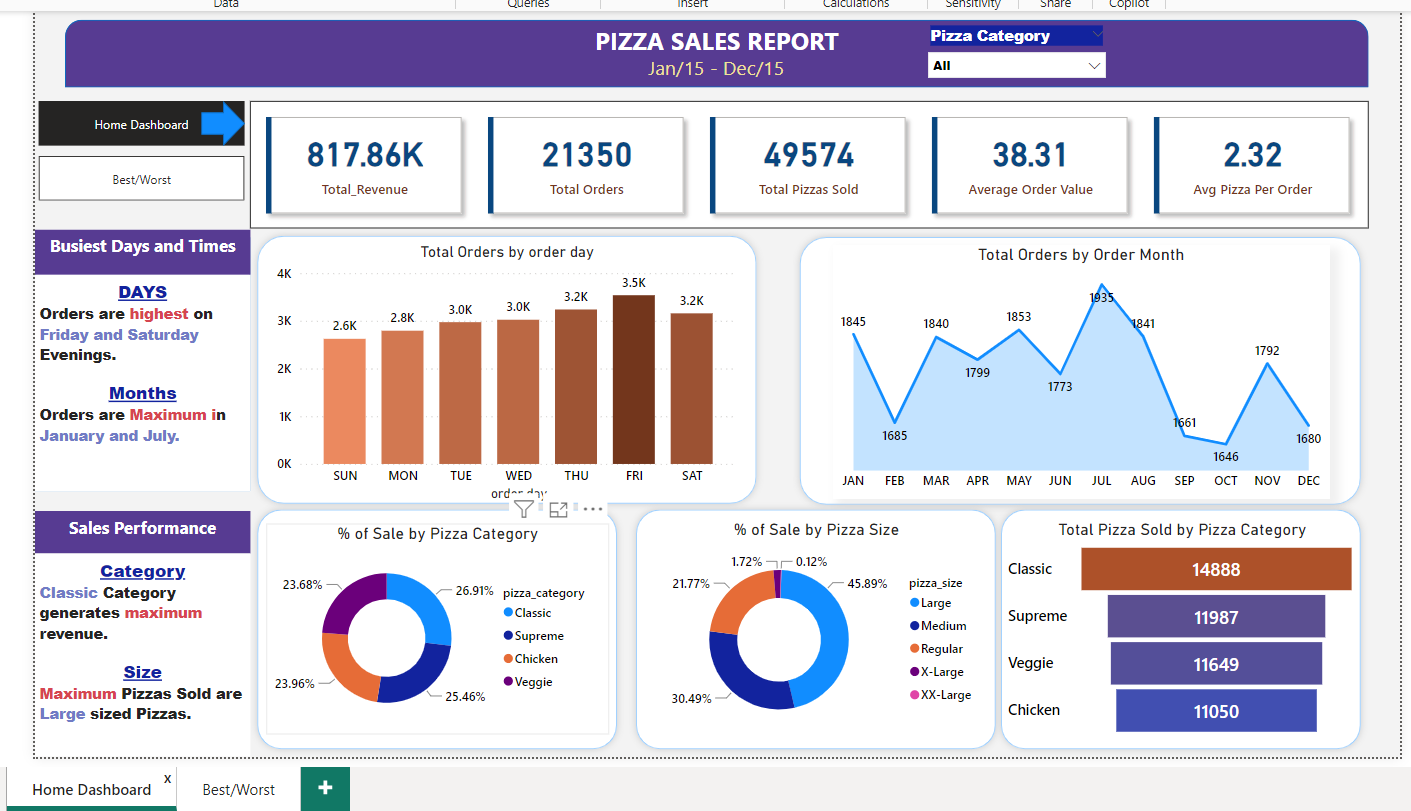 Data Queries Insert Calculations Sensitivity Share Copilot
PIZZA SALES REPORT
Jan/15 - Dec/15
Pizza Category
All
Home Dashboard
Best/Worst
817.86K
Total_Revenue
21350
Total Orders
49574
Total Pizzas Sold
38.31
Average Order Value
2.32
Avg Pizza Per Order
Busiest Days and Times
DAYS
Orders are highest on
Friday and Saturday
Evenings.
Months
Orders are Maximum in
January and July.
Total Orders by order day
4K
3K
2K
1K
0K
2.6K
2.8K
3.0K
3.0K
3.2K
3.5K
3.2K
SUN MON TUE WED THU FRI SAT
order day
Total Orders by Order Month
1845
1685
1840
1799
1853
1773
1935
1841
1661
1646
1792
1680
JAN FEB MAR APR MAY JUN JUL AUG SEP OCT NOV DEC
Sales Performance
Category
Classic Category
generates maximum
revenue.
Size
Maximum Pizzas Sold are
Large sized Pizzas.
% of Sale by Pizza Category
23.68%
26.91%
23.96%
25.46%
pizza_category
Classic
Supreme
Chicken
Veggie
% of Sale by Pizza Size
1.72%
0.12%
21.77%
45.89%
30.49%
pizza_size
Large
Medium
Regular
X-Large
XX-Large
Total Pizza Sold by Pizza Category
Classic 14888
Supreme 11987
Veggie 11649
Chicken 11050
Home Dashboard x
Best/Worst
+